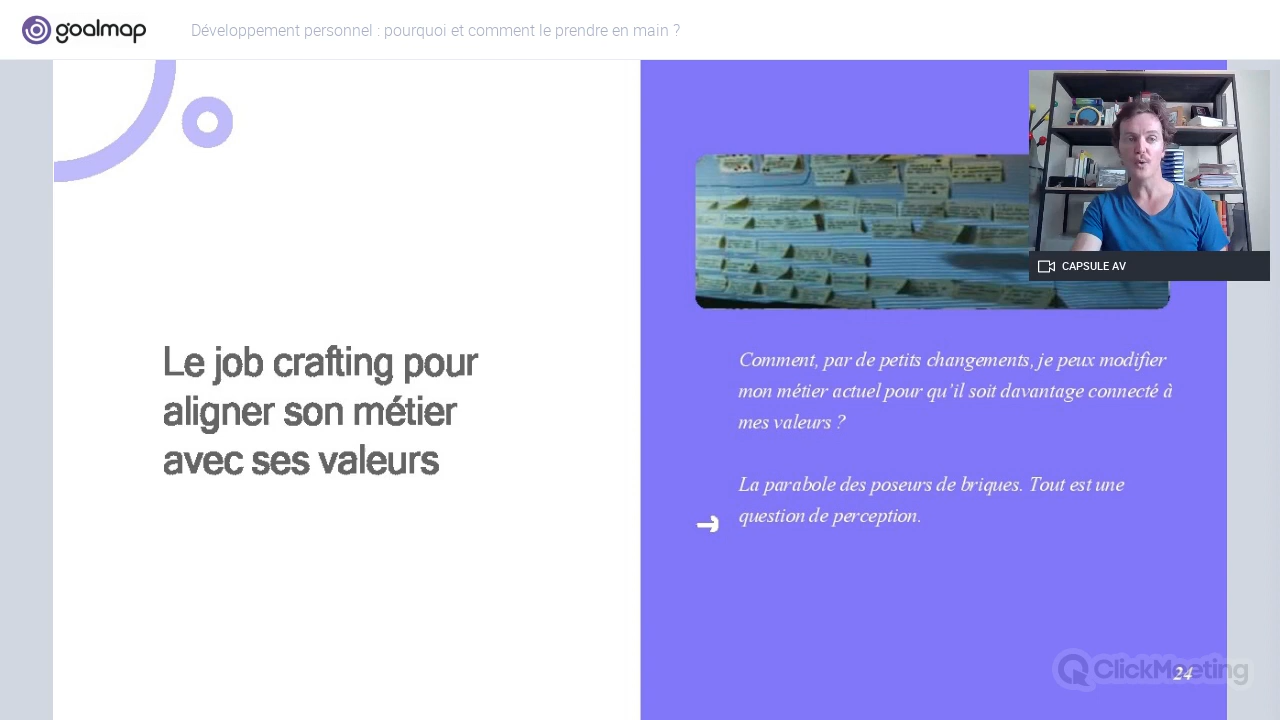 goalmap
Développement personnel : pourquoi et comment le prendre en main ?
CAPSULE AV
Le job crafting pour
aligner son métier
avec ses valeurs
Comment, par de petits changements, je peux modifier
mon métier actuel pour qu'il soit davantage connecté à
mes valeurs ?
La parabole des poseurs de briques. Tout est une
question de perception.
ClickMeeting
24